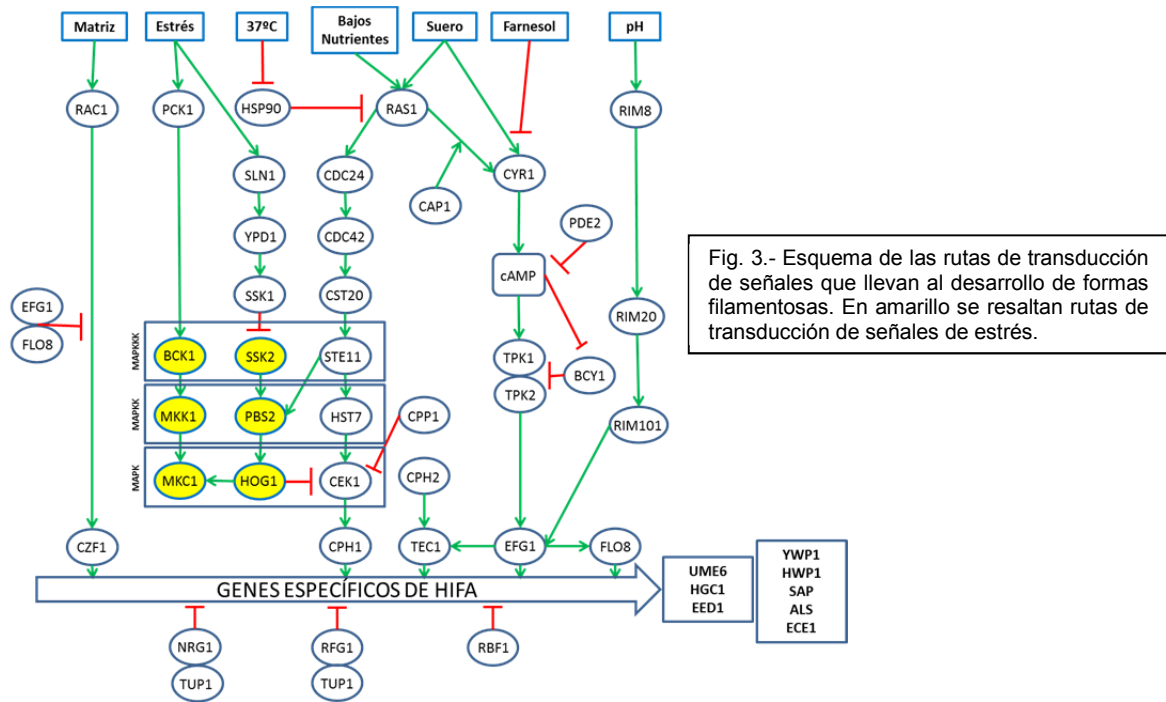 Matriz
Estrés
37ºC
Bajos
Nutrientes
Suero
Farnesol
pH
RAC1
PCK1
HSP90
RAS1
RIM8
SLN1
CDC24
CYR1
CAP1
YPD1
CDC42
PDE2
cAMP
SSK1
CST20
EFG1
FLO8
RIM20
MAPKKK
BCK1
SSK2
STE11
TPK1
TPK2
BCY1
MAPKK
MKK1
PBS2
HST7
CPP1
RIM101
MAPK
MKC1
HOG1
CEK1
CPH2
CZF1
CPH1
TEC1
EFG1
FLO8
GENES ESPECÍFICOS DE HIFA
UME6
HGC1
EED1
YWP1
HWP1
SAP
ALS
ECE1
NRG1
TUP1
RFG1
TUP1
RBF1
Fig. 3.- Esquema de las rutas de transducción
de señales que llevan al desarrollo de formas
filamentosas. En amarillo se resaltan rutas de
transducción de señales de estrés.